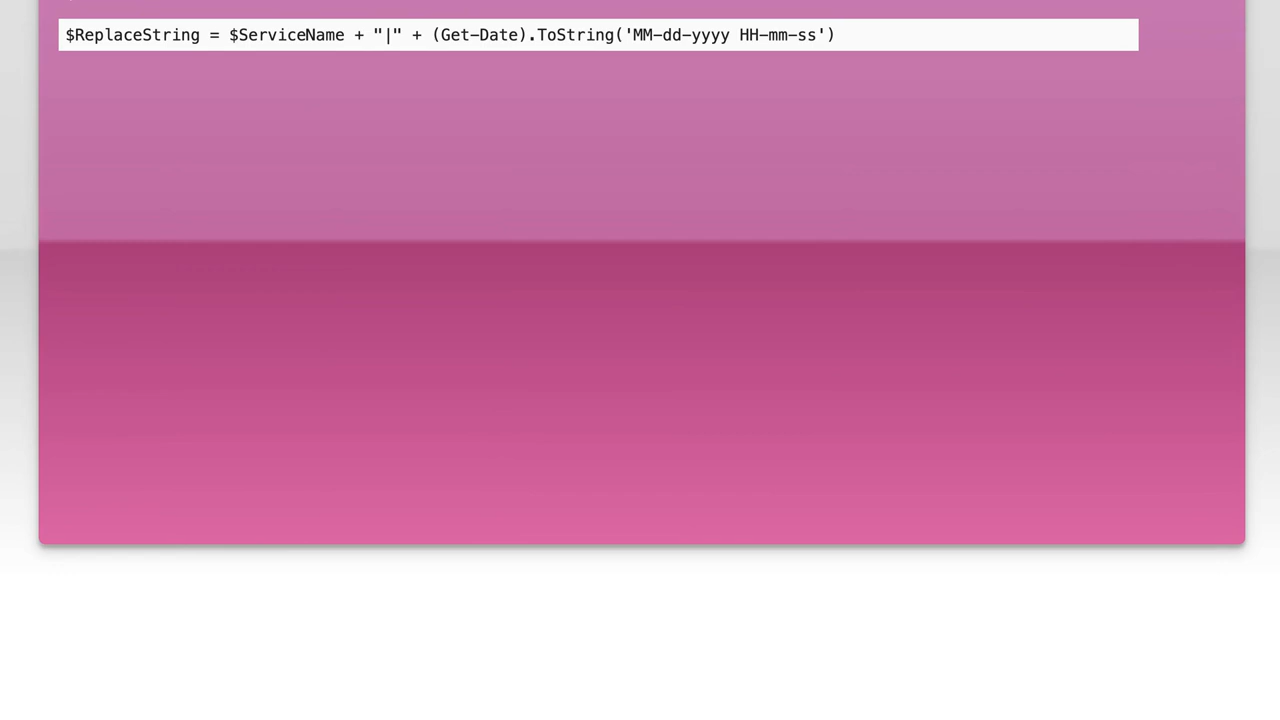 $ReplaceString = $ServiceName + "|" + (Get-Date).ToString('MM-dd-yyyy HH-mm-ss')